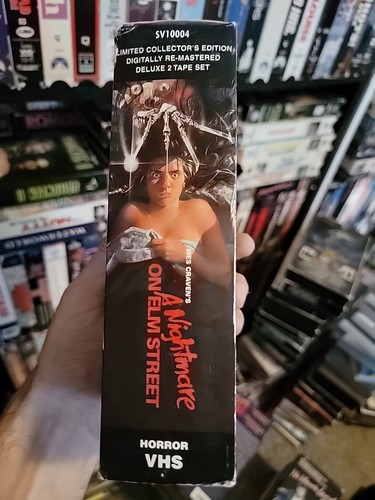 SV10004
LIMITED COLLECTOR'S EDITION
DIGITALLY RE-MASTERED
DELUXE 2 TAPE SET
WES CRAVEN'S
A Nightmare
ON ELM STREET
HORROR
VHS
WATERWORLD